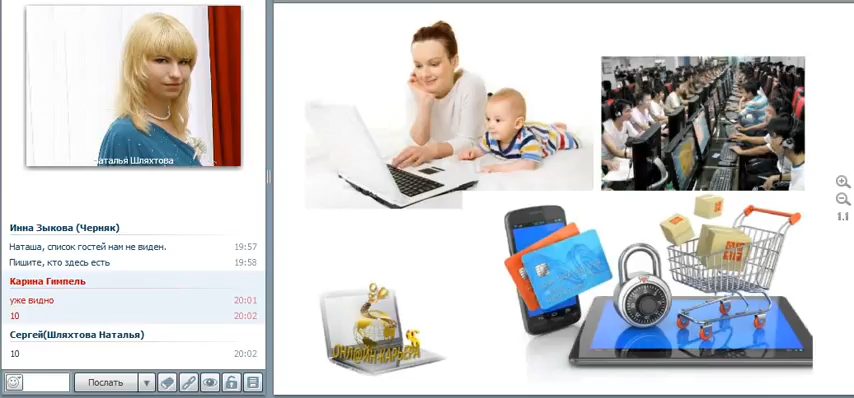 Наталья Шляхтова
Инна Зыкова (Черняк)
Наташа, список гостей нам не виден. 19:57
Пишите, кто здесь есть 19:58
Карина Гимпель
уже видно 20:01
10 20:02
Сергей(Шляхтова Наталья)
10 20:02
Послать
ОНЛАЙН КАРЬЕРА
$
1.1